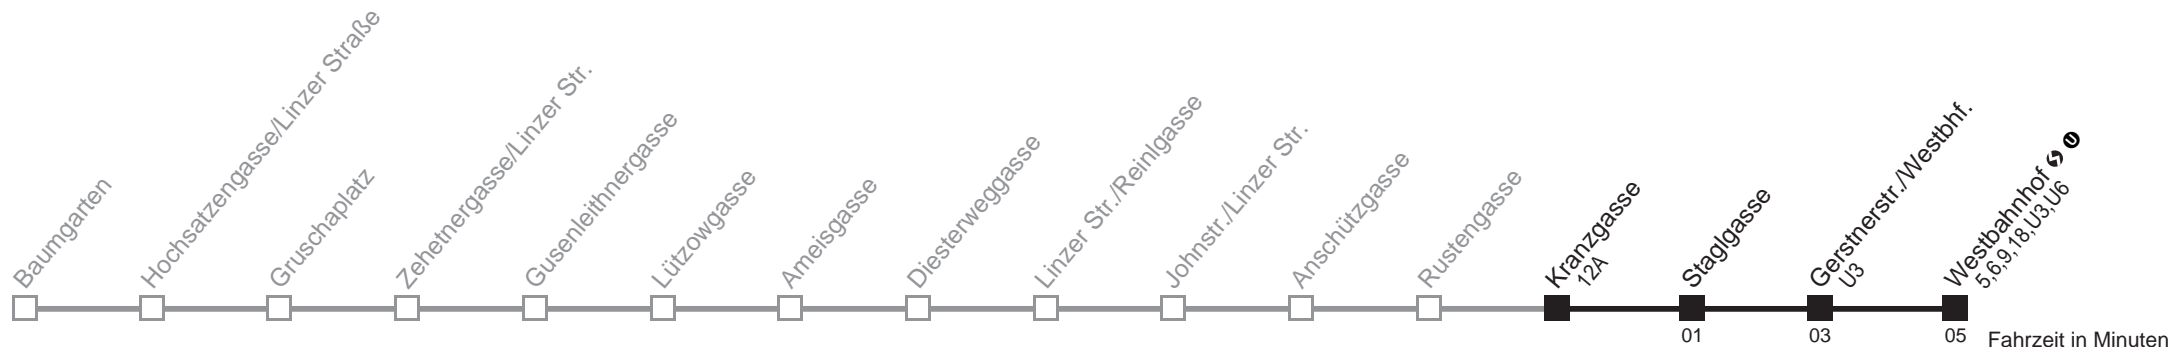 Baumgarten
Hochsatzengasse/Linzer Straße
Gruschaplatz
Zehetnergasse/Linzer Str.
Gusenleithnergasse
Lützowgasse
Ameisgasse
Diesterweggasse
Linzer Str./Reinlgasse
Johnstr./Linzer Str.
Anschützgasse
Rustengasse
Kranzgasse
12A
Staglgasse
Gerstnerstr./Westbhf.
U3
Westbahnhof S U
5,6,9,18,U3,U6
01 03 05 Fahrzeit in Minuten